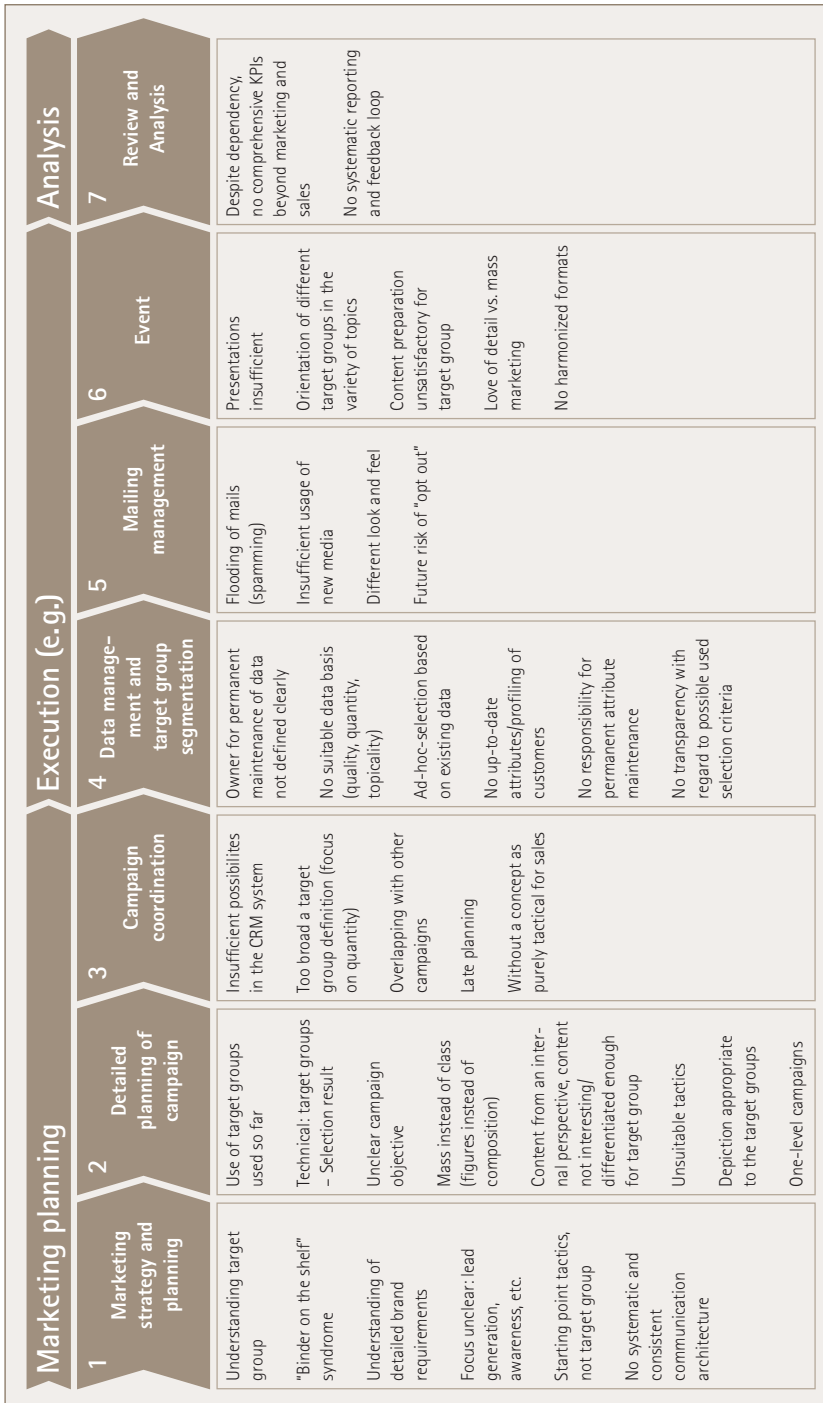 Marketing planning
Execution (e.g.)
Analysis
1
Marketing
strategy and
planning
2
Detailed
planning of
campaign
3
Campaign
coordination
4
Data manage-
ment and
target group
segmentation
5
Mailing
management
6
Event
7
Review and
Analysis
Understanding target
group
"Binder on the shelf"
syndrome
Understanding of
detailed brand
requirements
Focus unclear: lead
generation,
awareness, etc.
Starting point tactics,
not target group
No systematic and
consistent
communication
architecture
Use of target groups
used so far
Technical: target groups
– Selection result
Unclear campaign
objective
Mass instead of class
(figures instead of
composition)
Content from an inter-
nal perspective, content
not interesting/
differentiated enough
for target group
Unsuitable tactics
Depiction appropriate
to the target groups
One-level campaigns
Insufficient possibilites
in the CRM system
Too broad a target
group definition (focus
on quantity)
Overlapping with other
campaigns
Late planning
Without a concept as
purely tactical for sales
Owner for permanent
maintenance of data
not defined clearly
No suitable data basis
(quality, quantity,
topicality)
Ad-hoc-selection based
on existing data
No up-to-date
attributes/profiling of
customers
No responsibility for
permanent attribute
maintenance
No transparency with
regard to possible used
selection criteria
Flooding of mails
(spamming)
Insufficient usage of
new media
Different look and feel
Future risk of "opt out"
Presentations
insufficient
Orientation of different
target groups in the
variety of topics
Content preparation
unsatisfactory for
target group
Love of detail vs. mass
marketing
No harmonized formats
Despite dependency,
no comprehensive KPIs
beyond marketing and
sales
No systematic reporting
and feedback loop